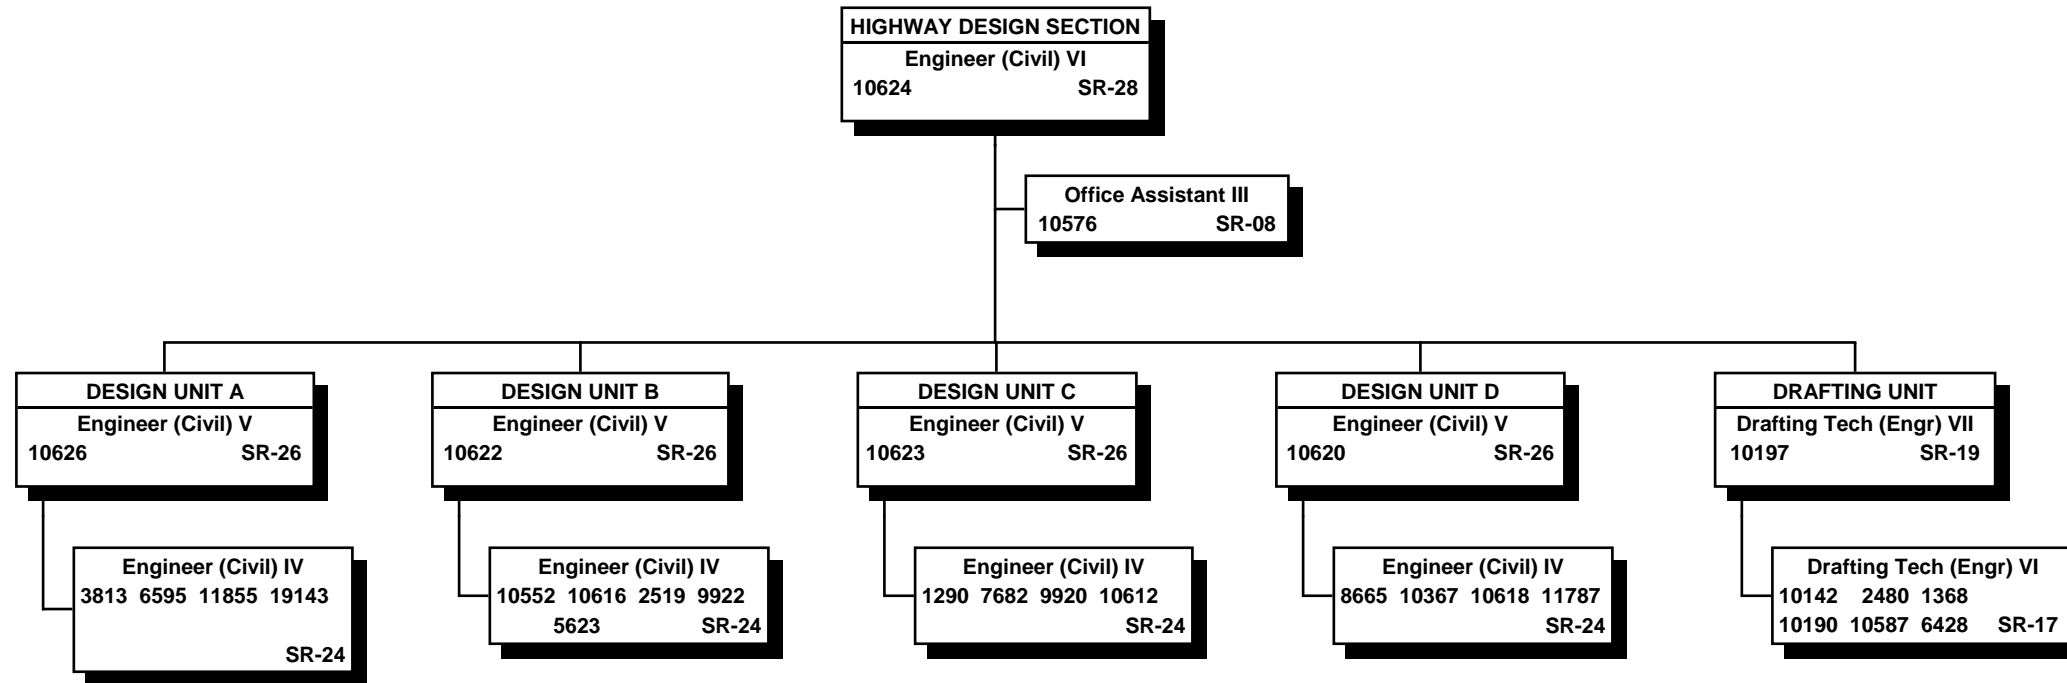 HIGHWAY DESIGN SECTION
Engineer (Civil) VI
10624 SR-28
Office Assistant III
10576 SR-08
DESIGN UNIT A
Engineer (Civil) V
10626 SR-26
Engineer (Civil) IV
3813 6595 11855 19143
SR-24
DESIGN UNIT B
Engineer (Civil) V
10622 SR-26
Engineer (Civil) IV
10552 10616 2519 9922
5623 SR-24
DESIGN UNIT C
Engineer (Civil) V
10623 SR-26
Engineer (Civil) IV
1290 7682 9920 10612
SR-24
DESIGN UNIT D
Engineer (Civil) V
10620 SR-26
Engineer (Civil) IV
8665 10367 10618 11787
SR-24
DRAFTING UNIT
Drafting Tech (Engr) VII
10197 SR-19
Drafting Tech (Engr) VI
10142 2480 1368
10190 10587 6428 SR-17